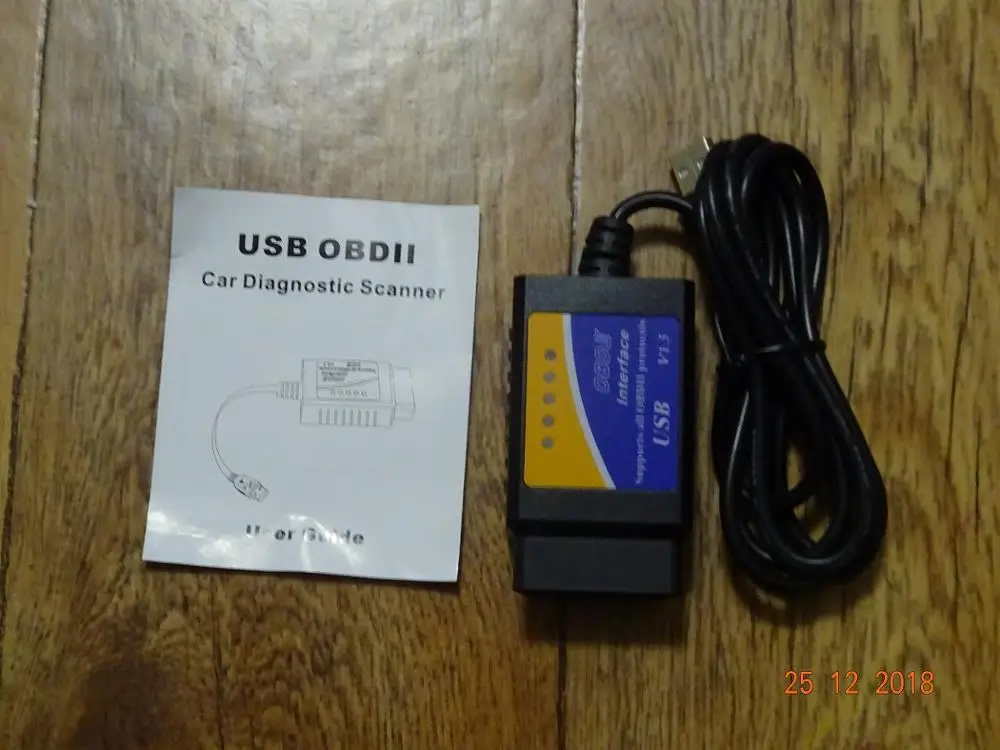 USB OBDII
Car Diagnostic Scanner
User Guide
OBDII
Interface
Supports all OBDII protocols
USB V1.5
25 12 2018